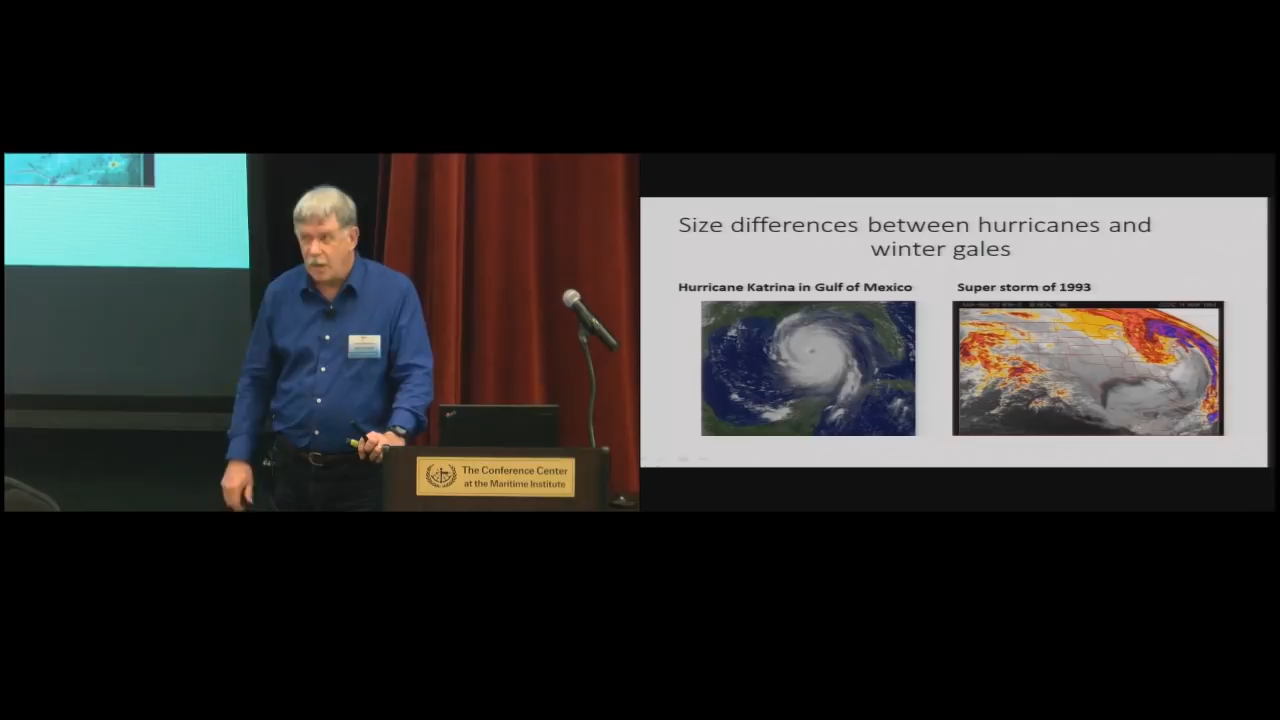 The Conference Center
at the Maritime Institute
Size differences between hurricanes and
winter gales
Hurricane Katrina in Gulf of Mexico
Super storm of 1993